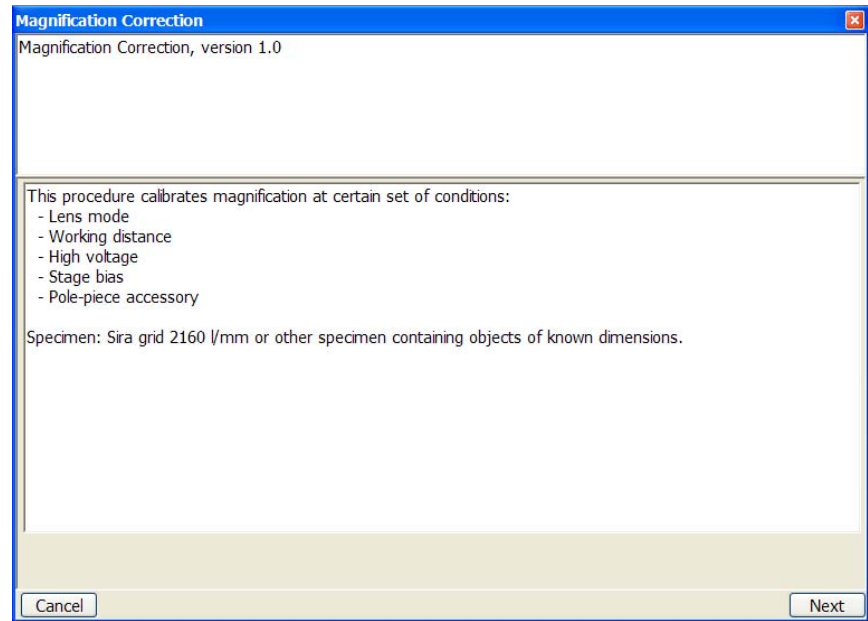 Magnification Correction
Magnification Correction, version 1.0
This procedure calibrates magnification at certain set of conditions:
- Lens mode
- Working distance
- High voltage
- Stage bias
- Pole-piece accessory
Specimen: Sira grid 2160 l/mm or other specimen containing objects of known dimensions.
Cancel
Next